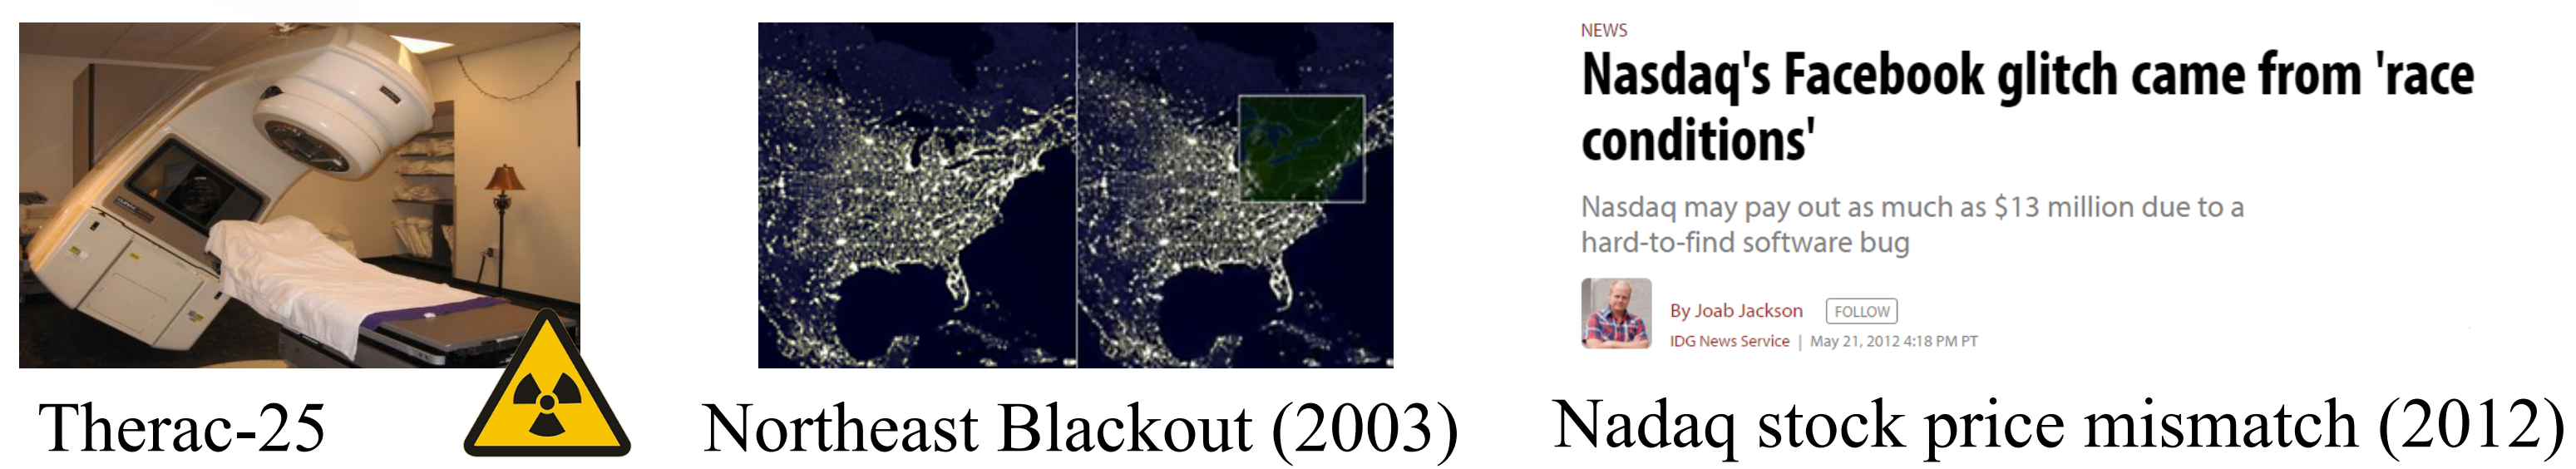 NEWS
Nasdaq's Facebook glitch came from 'race
conditions'
Nasdaq may pay out as much as $13 million due to a
hard-to-find software bug
By Joab Jackson FOLLOW
IDG News Service | May 21, 2012 4:18 PM PT
Therac-25
Northeast Blackout (2003)
Nadaq stock price mismatch (2012)